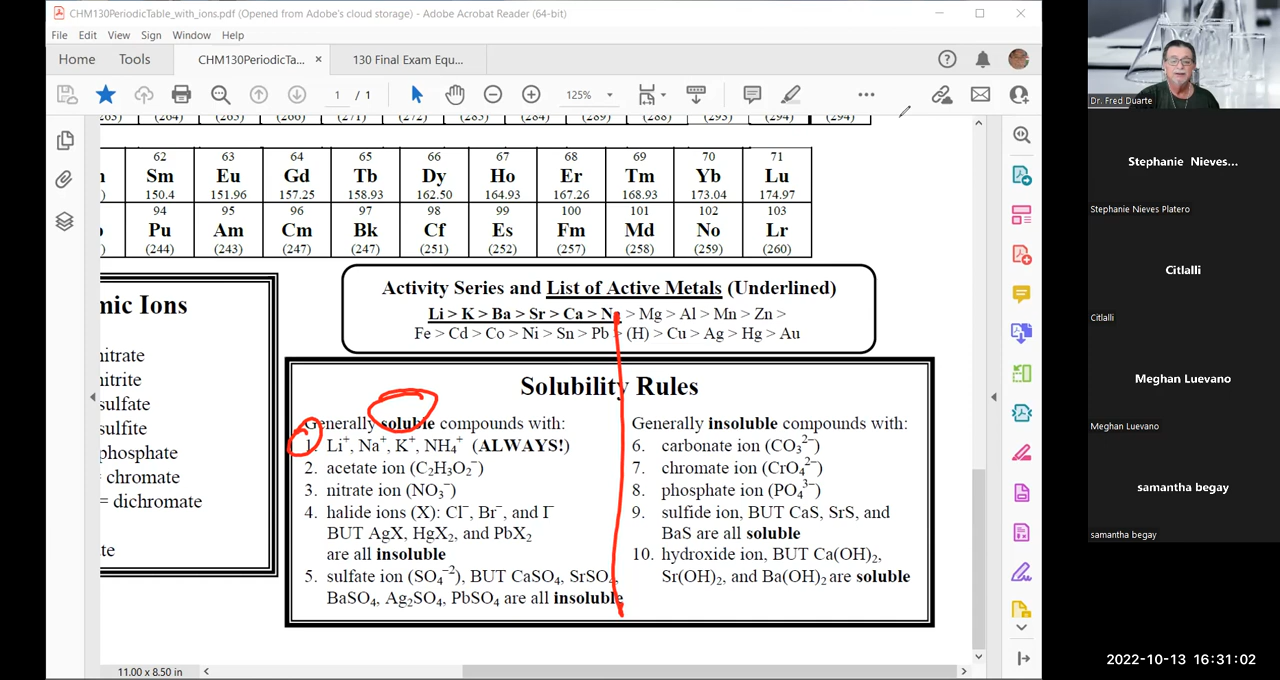 CHM130PeriodicTable_with_ions.pdf (Opened from Adobe's cloud storage) - Adobe Acrobat Reader (64-bit)
File Edit View Sign Window Help
Home Tools CHM130PeriodicTa... × 130 Final Exam Equ...
1 / 1 125%
(264) (265) (266) (271) (272) (285) (284) (289) (288) (293) (294) (294)
62 63 64 65 66 67 68 69 70 71
Sm Eu Gd Tb Dy Ho Er Tm Yb Lu
150.4 151.96 157.25 158.93 162.50 164.93 167.26 168.93 173.04 174.97
94 95 96 97 98 99 100 101 102 103
Pu Am Cm Bk Cf Es Fm Md No Lr
(244) (243) (247) (247) (251) (252) (257) (258) (259) (260)
mic Ions
nitrate
nitrite
sulfate
sulfite
phosphate
= chromate
= dichromate
te
Activity Series and List of Active Metals (Underlined)
Li > K > Ba > Sr > Ca > Na > Mg > Al > Mn > Zn >
Fe > Cd > Co > Ni > Sn > Pb > (H) > Cu > Ag > Hg > Au
Solubility Rules
Generally soluble compounds with:
1. Li⁺, Na⁺, K⁺, NH₄⁺ (ALWAYS!)
2. acetate ion (C₂H₃O₂⁻)
3. nitrate ion (NO₃⁻)
4. halide ions (X): Cl⁻, Br⁻, and I⁻
BUT AgX, HgX₂, and PbX₂
are all insoluble
5. sulfate ion (SO₄⁻²), BUT CaSO₄, SrSO₄,
BaSO₄, Ag₂SO₄, PbSO₄ are all insoluble
Generally insoluble compounds with:
6. carbonate ion (CO₃²⁻)
7. chromate ion (CrO₄²⁻)
8. phosphate ion (PO₄³⁻)
9. sulfide ion, BUT CaS, SrS, and
BaS are all soluble
10. hydroxide ion, BUT Ca(OH)₂,
Sr(OH)₂, and Ba(OH)₂ are soluble
11.00 x 8.50 in
Dr. Fred Duarte
Stephanie Nieves...
Stephanie Nieves Platero
Citlalli
Citlalli
Meghan Luevano
Meghan Luevano
samantha begay
samantha begay
2022-10-13 16:31:02